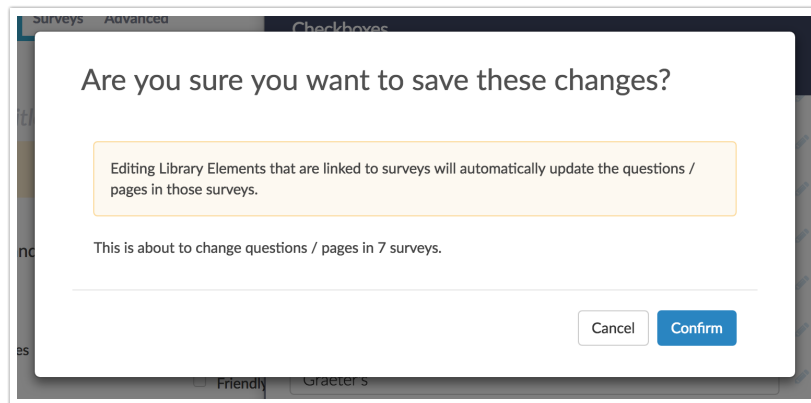 Surveys Advanced
Checkboxes
Are you sure you want to save these changes?
Editing Library Elements that are linked to surveys will automatically update the questions /
pages in those surveys.
This is about to change questions / pages in 7 surveys.
Cancel Confirm
Friendly
Graeter's